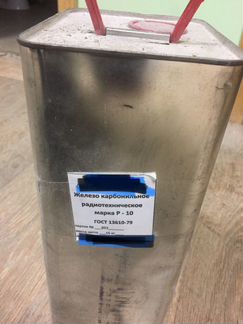 Железо карбонильное
радиотехническое
марка Р - 10
ГОСТ 13610-79